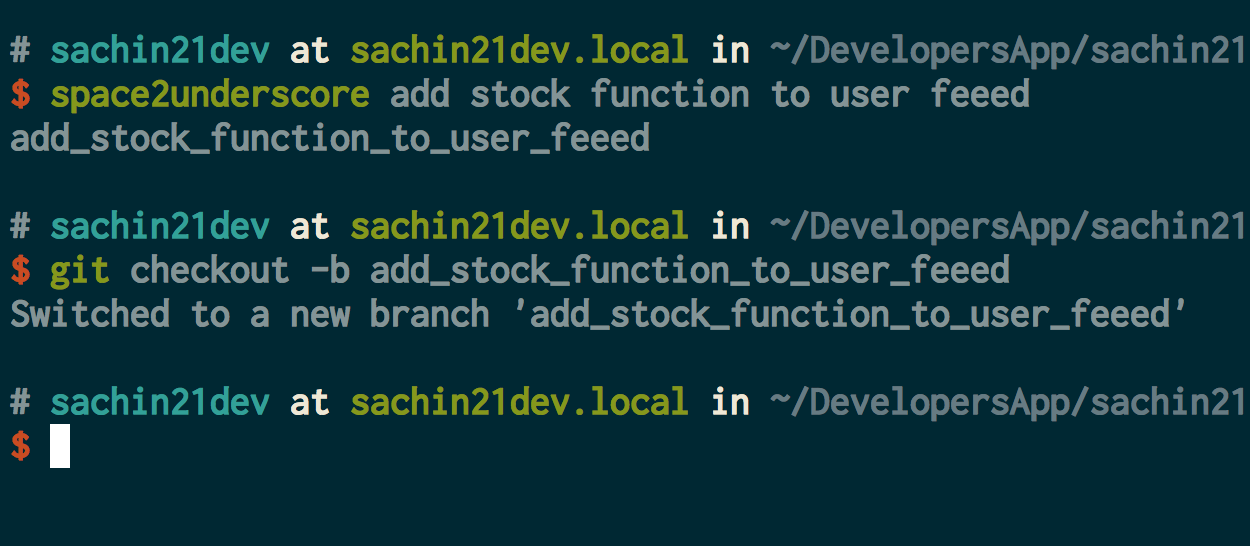 # sachin21dev at sachin21dev.local in ~/DevelopersApp/sachin21
$ space2underscore add stock function to user feeed
add_stock_function_to_user_feeed
# sachin21dev at sachin21dev.local in ~/DevelopersApp/sachin21
$ git checkout -b add_stock_function_to_user_feeed
Switched to a new branch 'add_stock_function_to_user_feeed'
# sachin21dev at sachin21dev.local in ~/DevelopersApp/sachin21
$